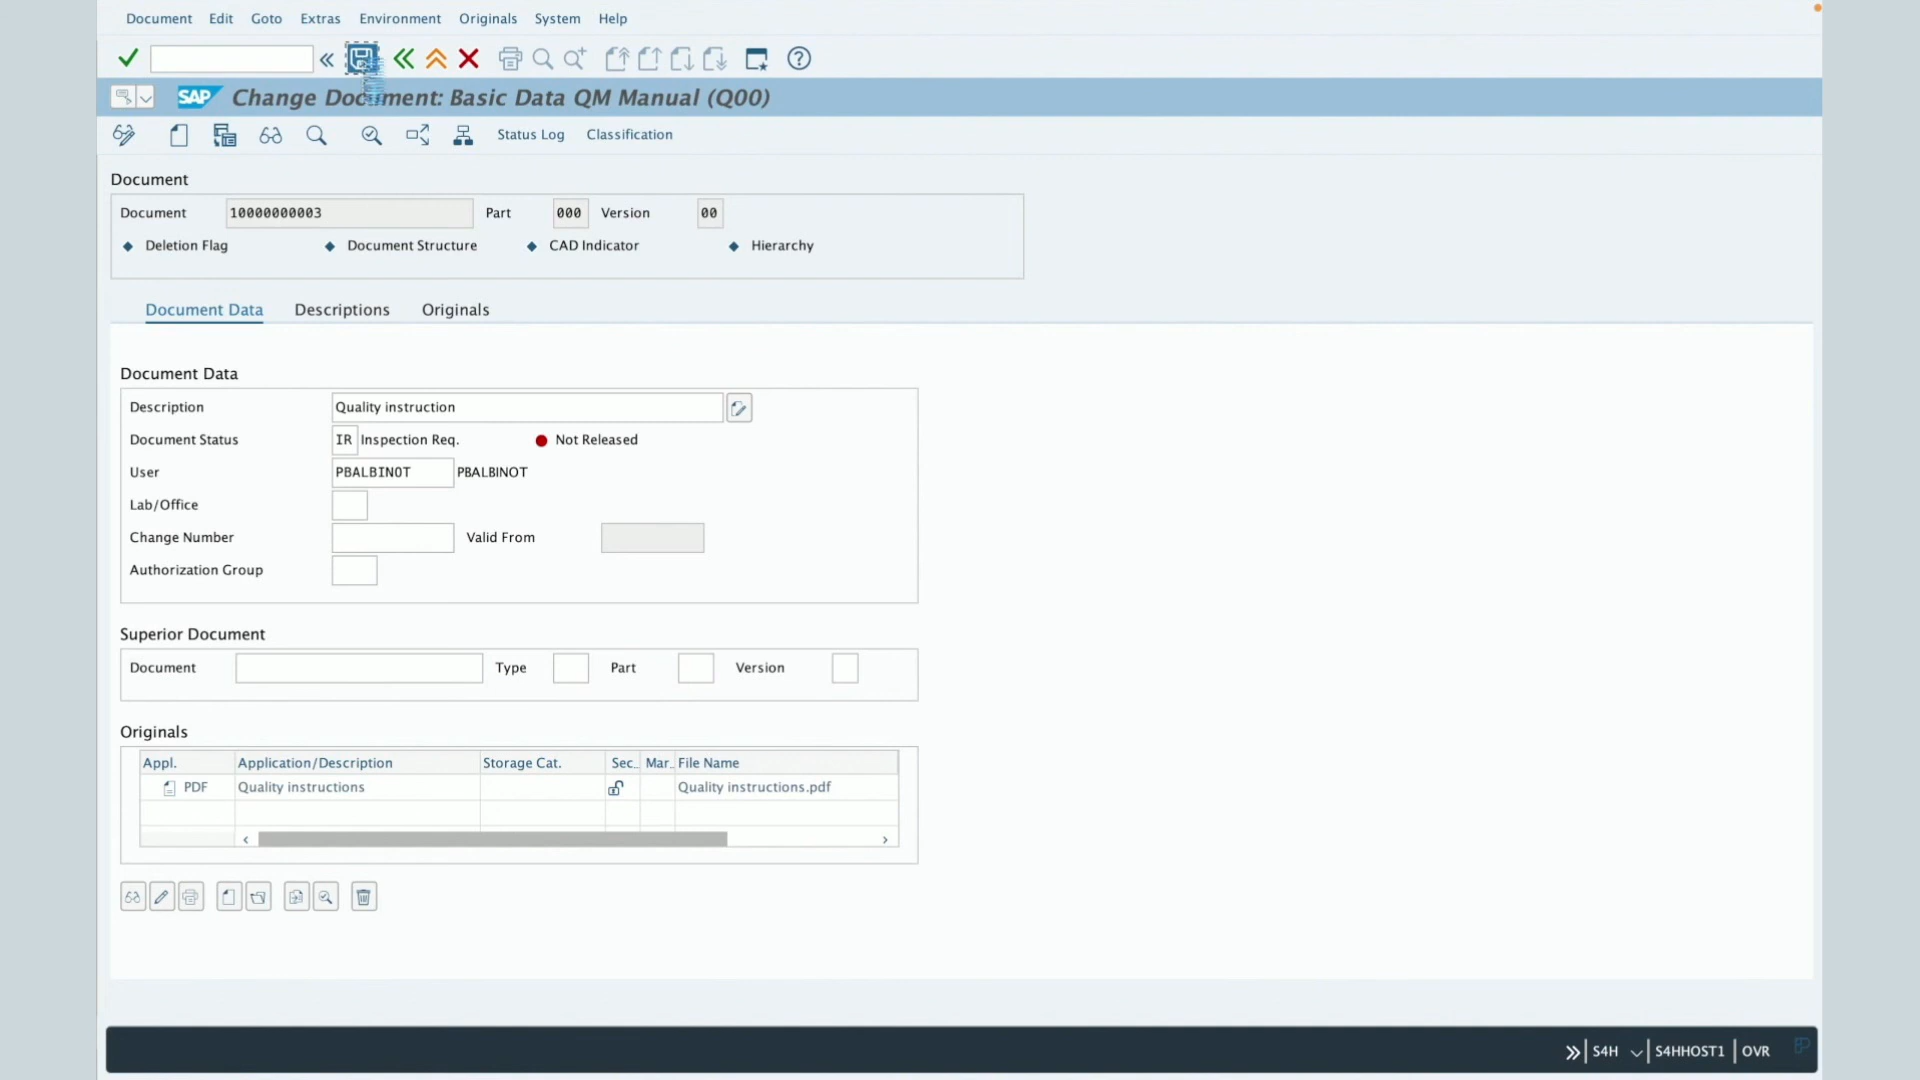 Document Edit Goto Extras Environment Originals System Help
SAP Change Document: Basic Data QM Manual (Q00)
Status Log Classification
Document
Document 10000000003 Part 000 Version 00
Deletion Flag Document Structure CAD Indicator Hierarchy
Document Data Descriptions Originals
Document Data
Description Quality instruction
Document Status IR Inspection Req. Not Released
User PBALBINOT PBALBINOT
Lab/Office
Change Number Valid From
Authorization Group
Superior Document
Document Type Part Version
Originals
Appl. Application/Description Storage Cat. Sec.. Mar.. File Name
PDF Quality instructions Quality instructions.pdf
S4H S4HHOST1 OVR